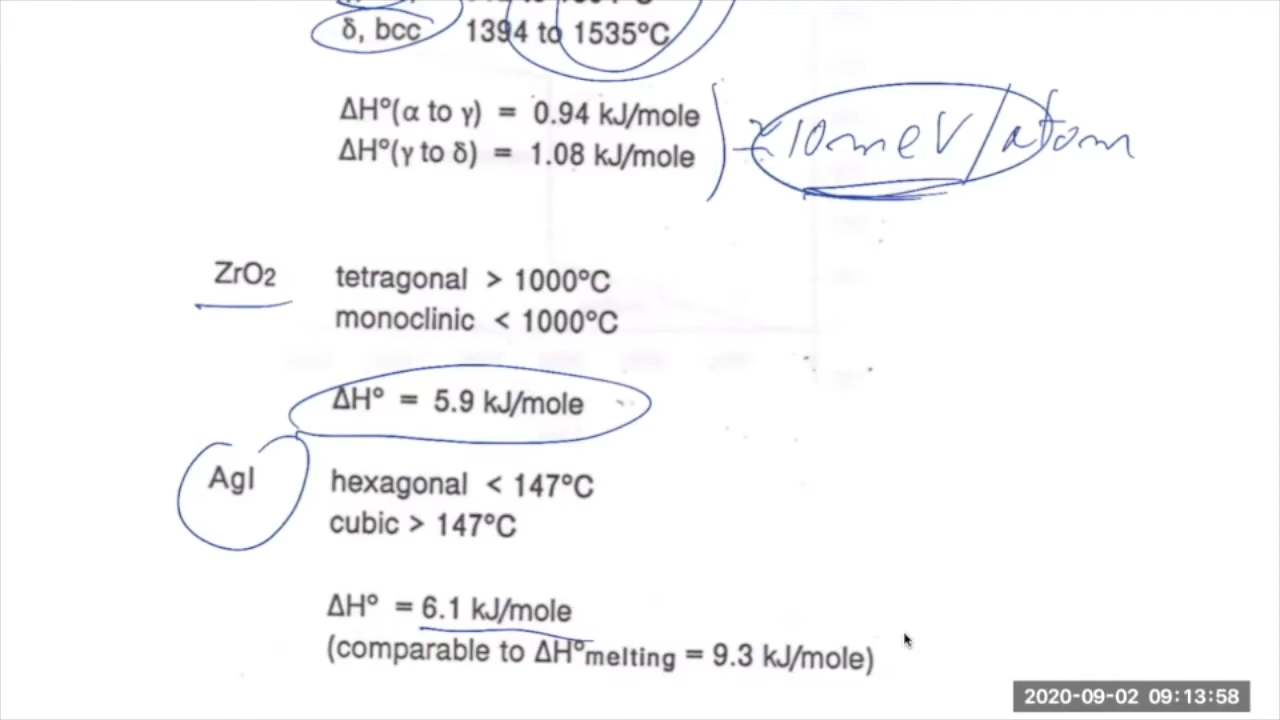 δ, bcc 1394 to 1535°C
ΔH°(α to γ) = 0.94 kJ/mole
ΔH°(γ to δ) = 1.08 kJ/mole
10meV/atom
ZrO2 tetragonal > 1000°C
monoclinic < 1000°C
ΔH° = 5.9 kJ/mole
AgI hexagonal < 147°C
cubic > 147°C
ΔH° = 6.1 kJ/mole
(comparable to ΔH°melting = 9.3 kJ/mole)
2020-09-02 09:13:58